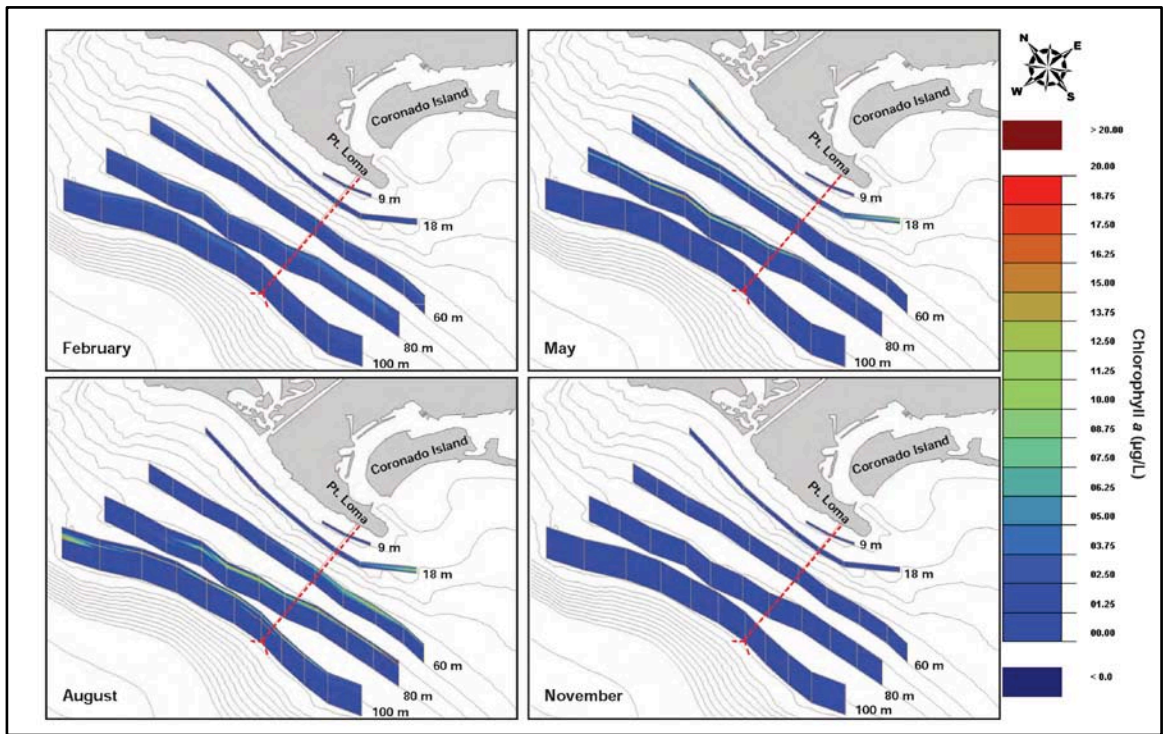 Coronado Island
Pt. Loma
9 m
18 m
60 m
80 m
100 m
February
Coronado Island
Pt. Loma
9 m
18 m
60 m
80 m
100 m
May
Coronado Island
Pt. Loma
9 m
18 m
60 m
80 m
100 m
August
Coronado Island
Pt. Loma
9 m
18 m
60 m
80 m
100 m
November
N E
W S
> 20.00
20.00
18.75
17.50
16.25
15.00
13.75
12.50
11.25
10.00
08.75
07.50
06.25
05.00
03.75
02.50
01.25
00.00
< 0.0
Chlorophyll a (µg/L)